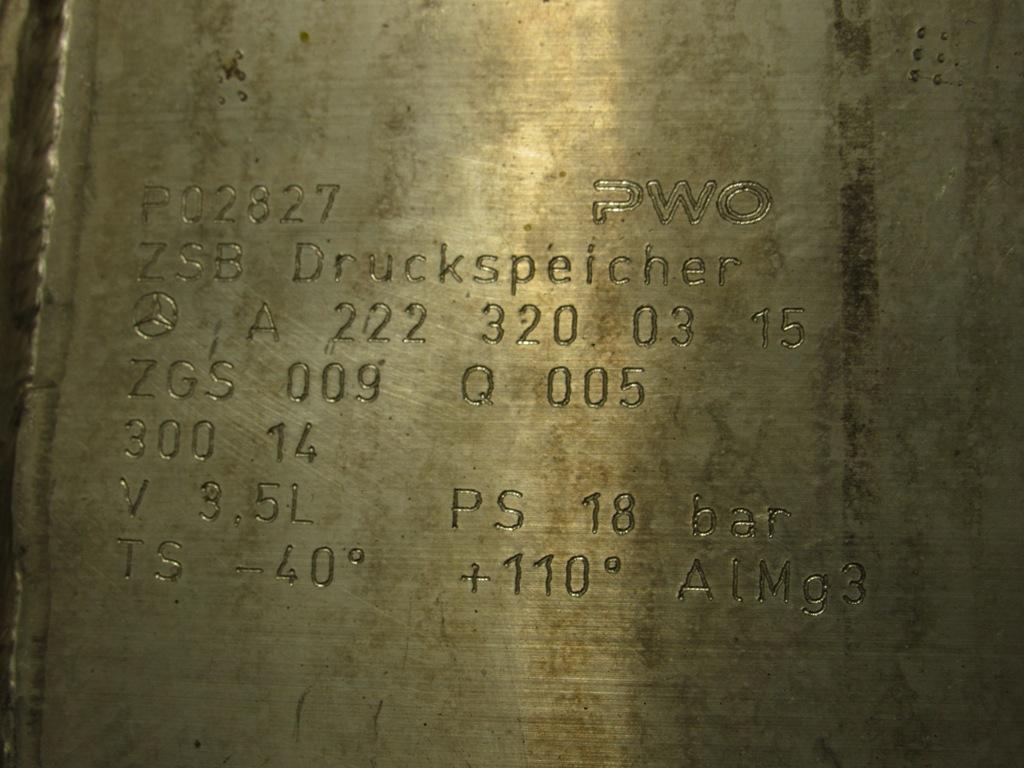 P02827 PWO
ZSB Druckspeicher
A 222 320 03 15
ZGS 009 Q 005
300 14
V 3,5L PS 18 bar
TS -40° +110° AlMg3